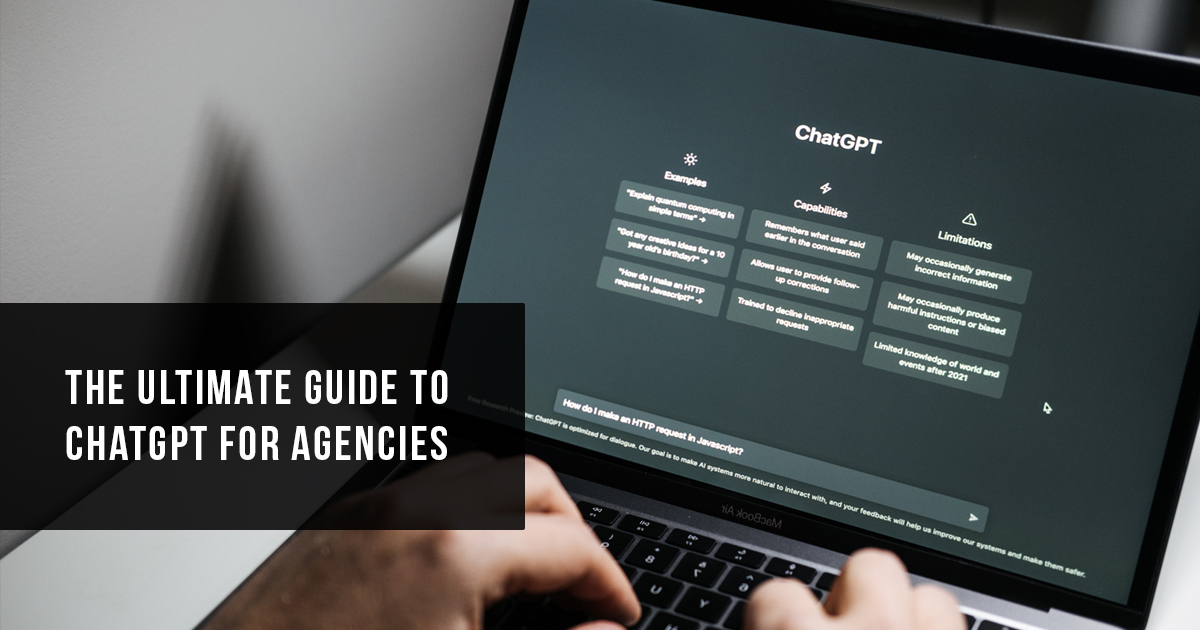 ChatGPT
Examples
"Explain quantum computing in
simple terms" →
"Got any creative ideas for a 10
year old's birthday?" →
"How do I make an HTTP
request in Javascript?" →
Capabilities
Remembers what user said
earlier in the conversation
Allows user to provide follow-
up corrections
Trained to decline inappropriate
requests
Limitations
May occasionally generate
incorrect information
May occasionally produce
harmful instructions or biased
content
Limited knowledge of world and
events after 2021
How do I make an HTTP request in Javascript?
Free Research Preview: ChatGPT is optimized for dialogue. Our goal is to make AI systems more natural to interact with, and your feedback will help us improve our systems and make them safer.
MacBook Air
THE ULTIMATE GUIDE TO
CHATGPT FOR AGENCIES
8
7
U
Y